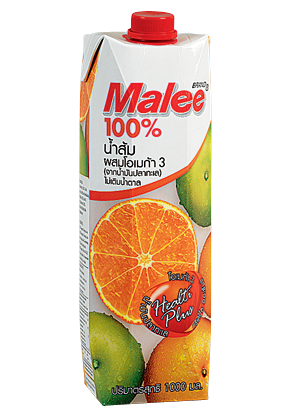 Malee
BRAND
100%
น้ำส้ม
ผสมโอเมก้า 3
(จากน้ำมันปลาทะเล)
ไม่เติมน้ำตาล
Health
Plus
ปริมาตรสุทธิ 1000 มล.